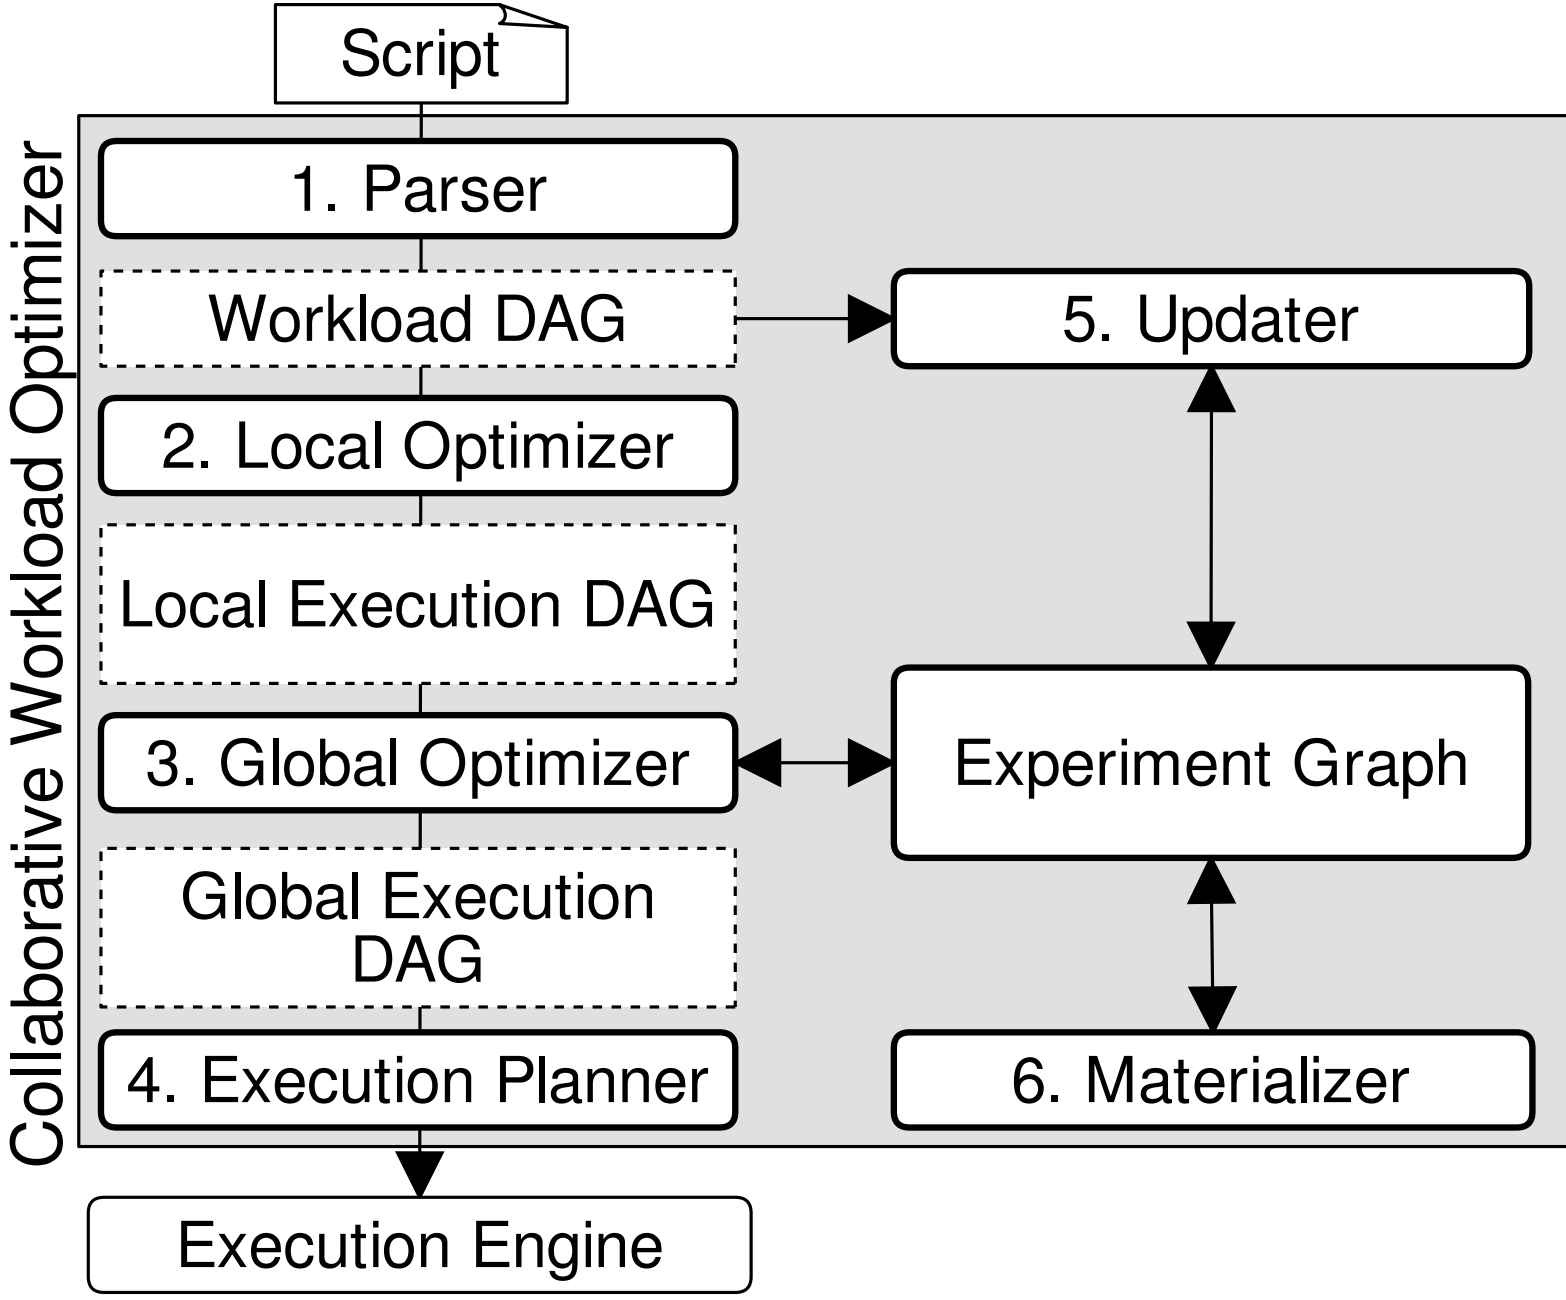 Script
Collaborative Workload Optimizer
1. Parser
Workload DAG
5. Updater
2. Local Optimizer
Local Execution DAG
3. Global Optimizer
Experiment Graph
Global Execution
DAG
4. Execution Planner
6. Materializer
Execution Engine